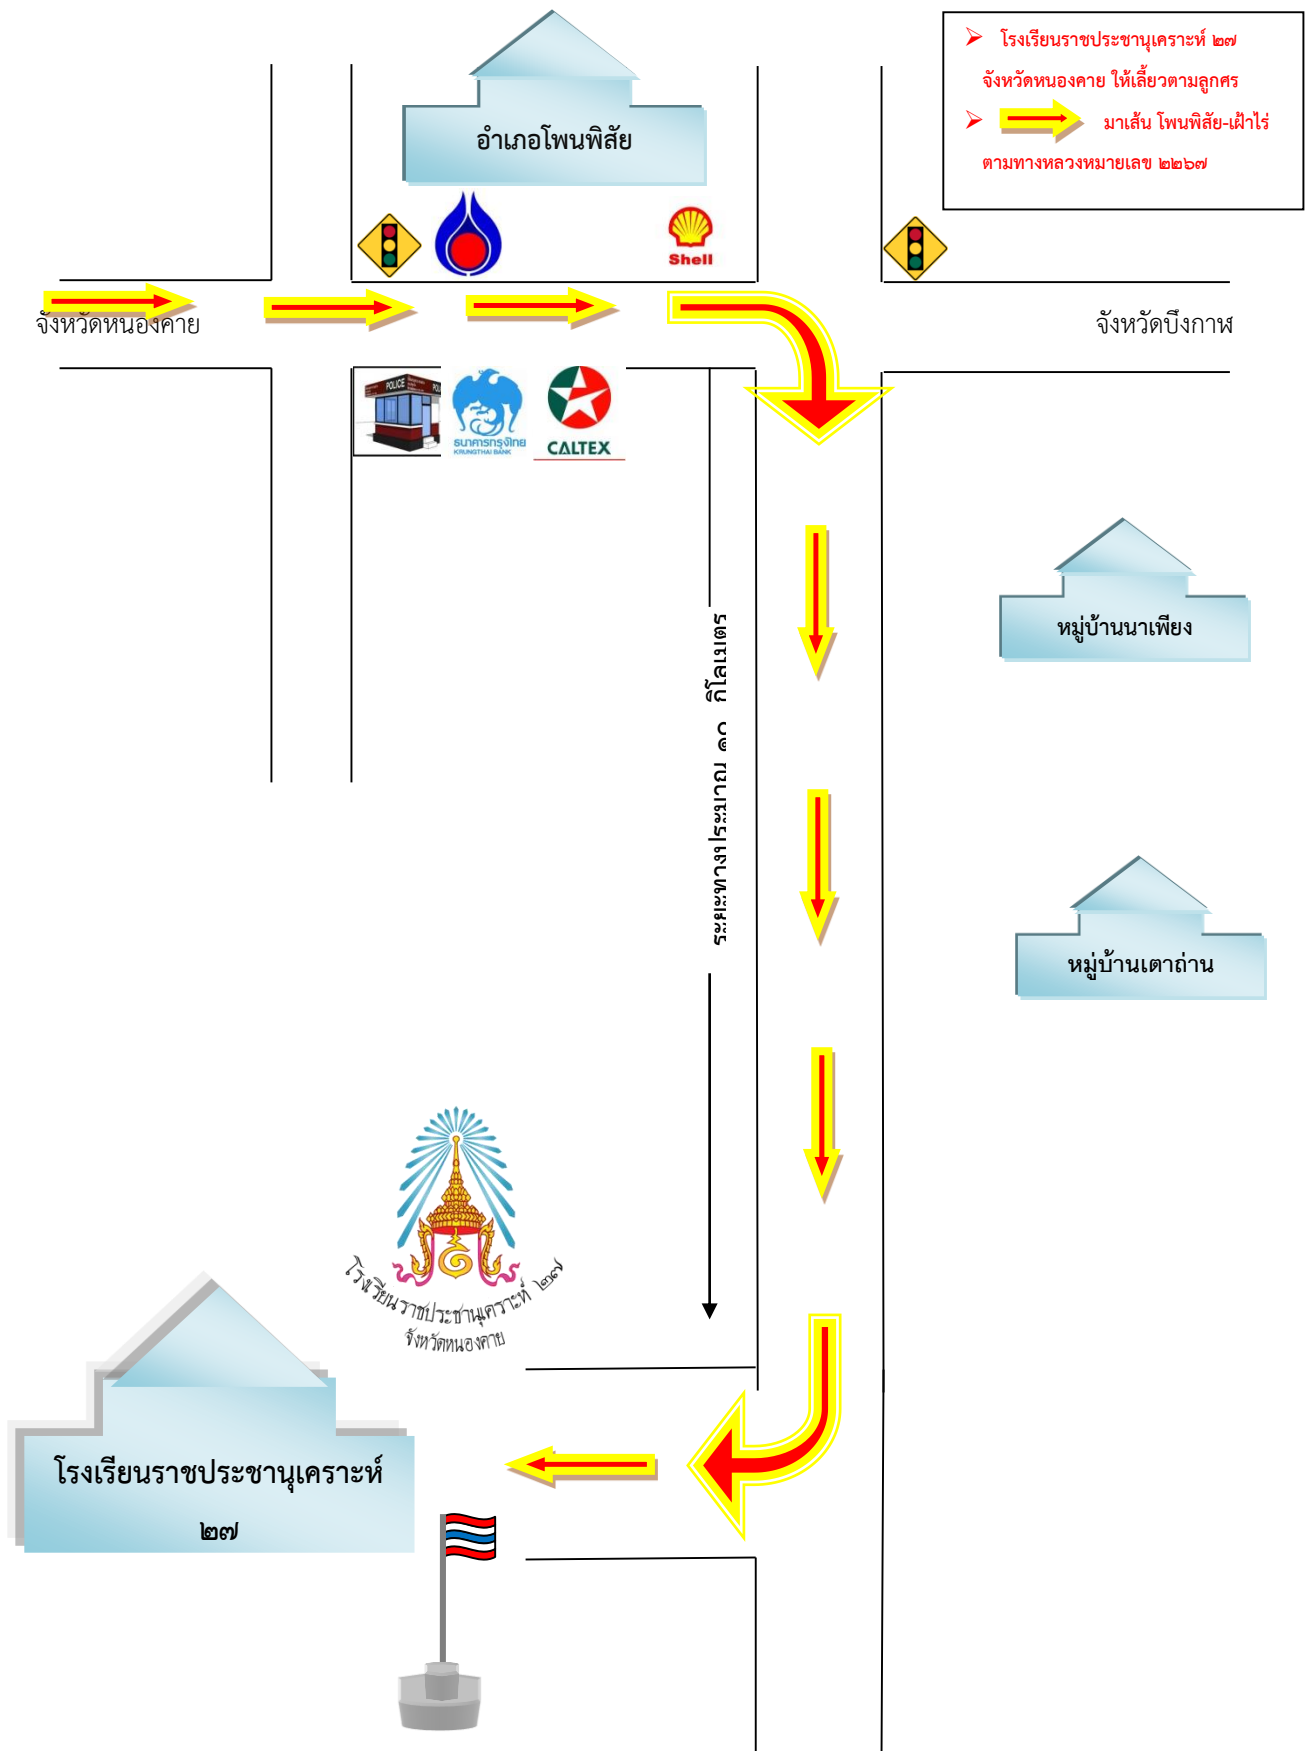 โรงเรียนราชประชานุเคราะห์ ๒๗
จังหวัดหนองคาย ให้เลี้ยวตามลูกศร
มาเส้น โพนพิสัย-เฝ้าไร่
ตามทางหลวงหมายเลข ๒๒๖๗
อำเภอโพนพิสัย
Shell
จังหวัดหนองคาย
จังหวัดบึงกาฬ
POLICE
ธนาคารกรุงไทย
KRUNGTHAI BANK
CALTEX
หมู่บ้านนาเพียง
ระยะทางประมาณ ๑๐ กิโลเมตร
หมู่บ้านเตาถ่าน
โรงเรียนราชประชานุเคราะห์ ๒๗
จังหวัดหนองคาย
โรงเรียนราชประชานุเคราะห์
๒๗